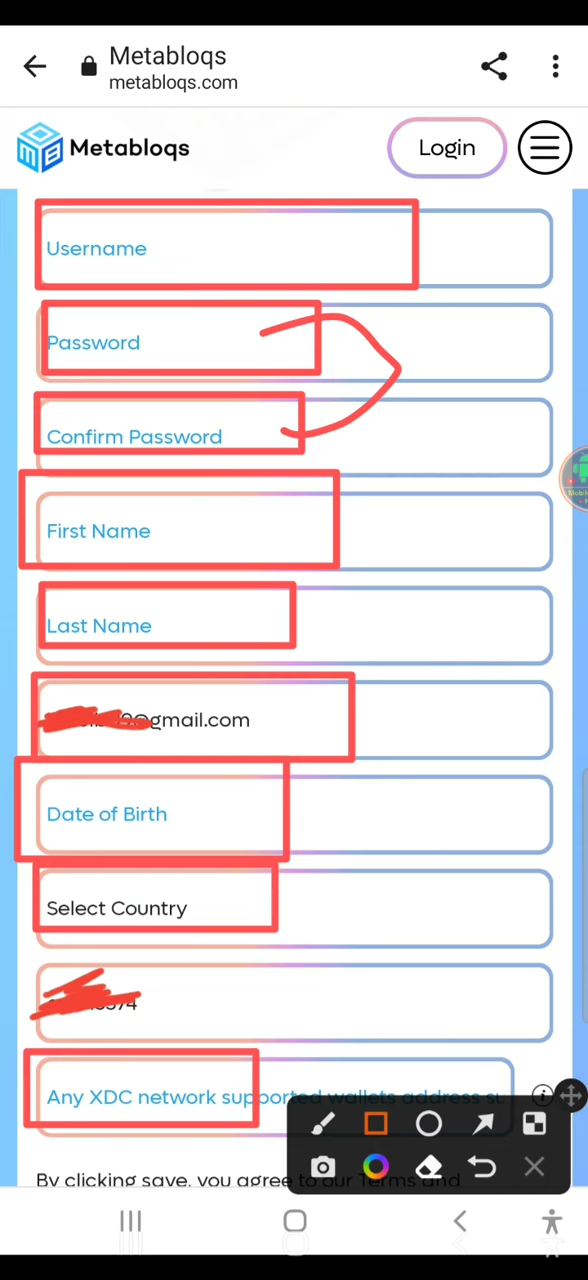 Metabloqs
metabloqs.com
Metabloqs
Login
Username
Password
Confirm Password
First Name
Last Name
@gmail.com
Date of Birth
Select Country
Any XDC network supported wallets address su
By clicking save, you agree to our Terms and